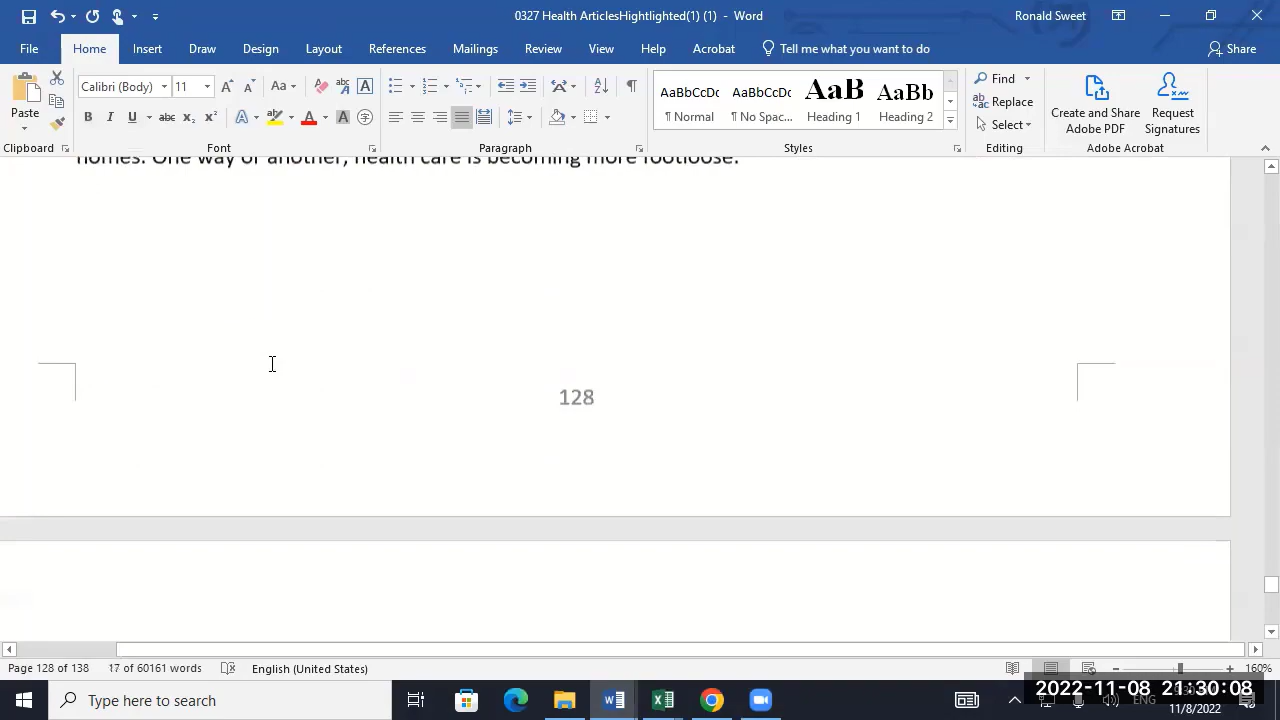 0327 Health ArticlesHightlighted(1) (1) - Word
Ronald Sweet
File Home Insert Draw Design Layout References Mailings Review View Help Acrobat Tell me what you want to do Share
Paste
Calibri (Body) 11
Aa
AaBbCcDc AaBbCcDc AaB AaBb
¶ Normal ¶ No Spac... Heading 1 Heading 2
Find
Replace
Select
Create and Share Adobe PDF
Request Signatures
Clipboard Font Paragraph Styles Editing Adobe Acrobat
homes. One way or another, health care is becoming more footloose.
128
Page 128 of 138 17 of 60161 words English (United States) 160%
Type here to search
2022-11-08 21:30:08
ENG
11/8/2022